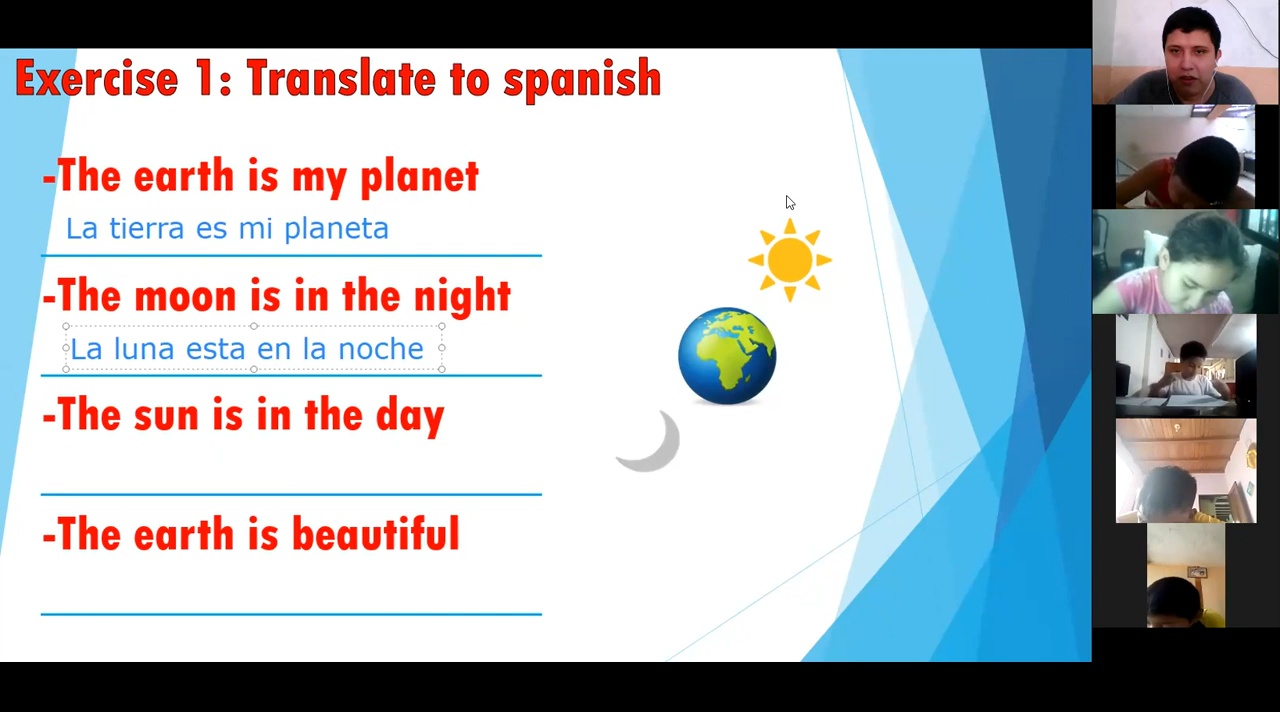 Exercise 1: Translate to spanish
-The earth is my planet
La tierra es mi planeta
-The moon is in the night
La luna esta en la noche
-The sun is in the day
-The earth is beautiful